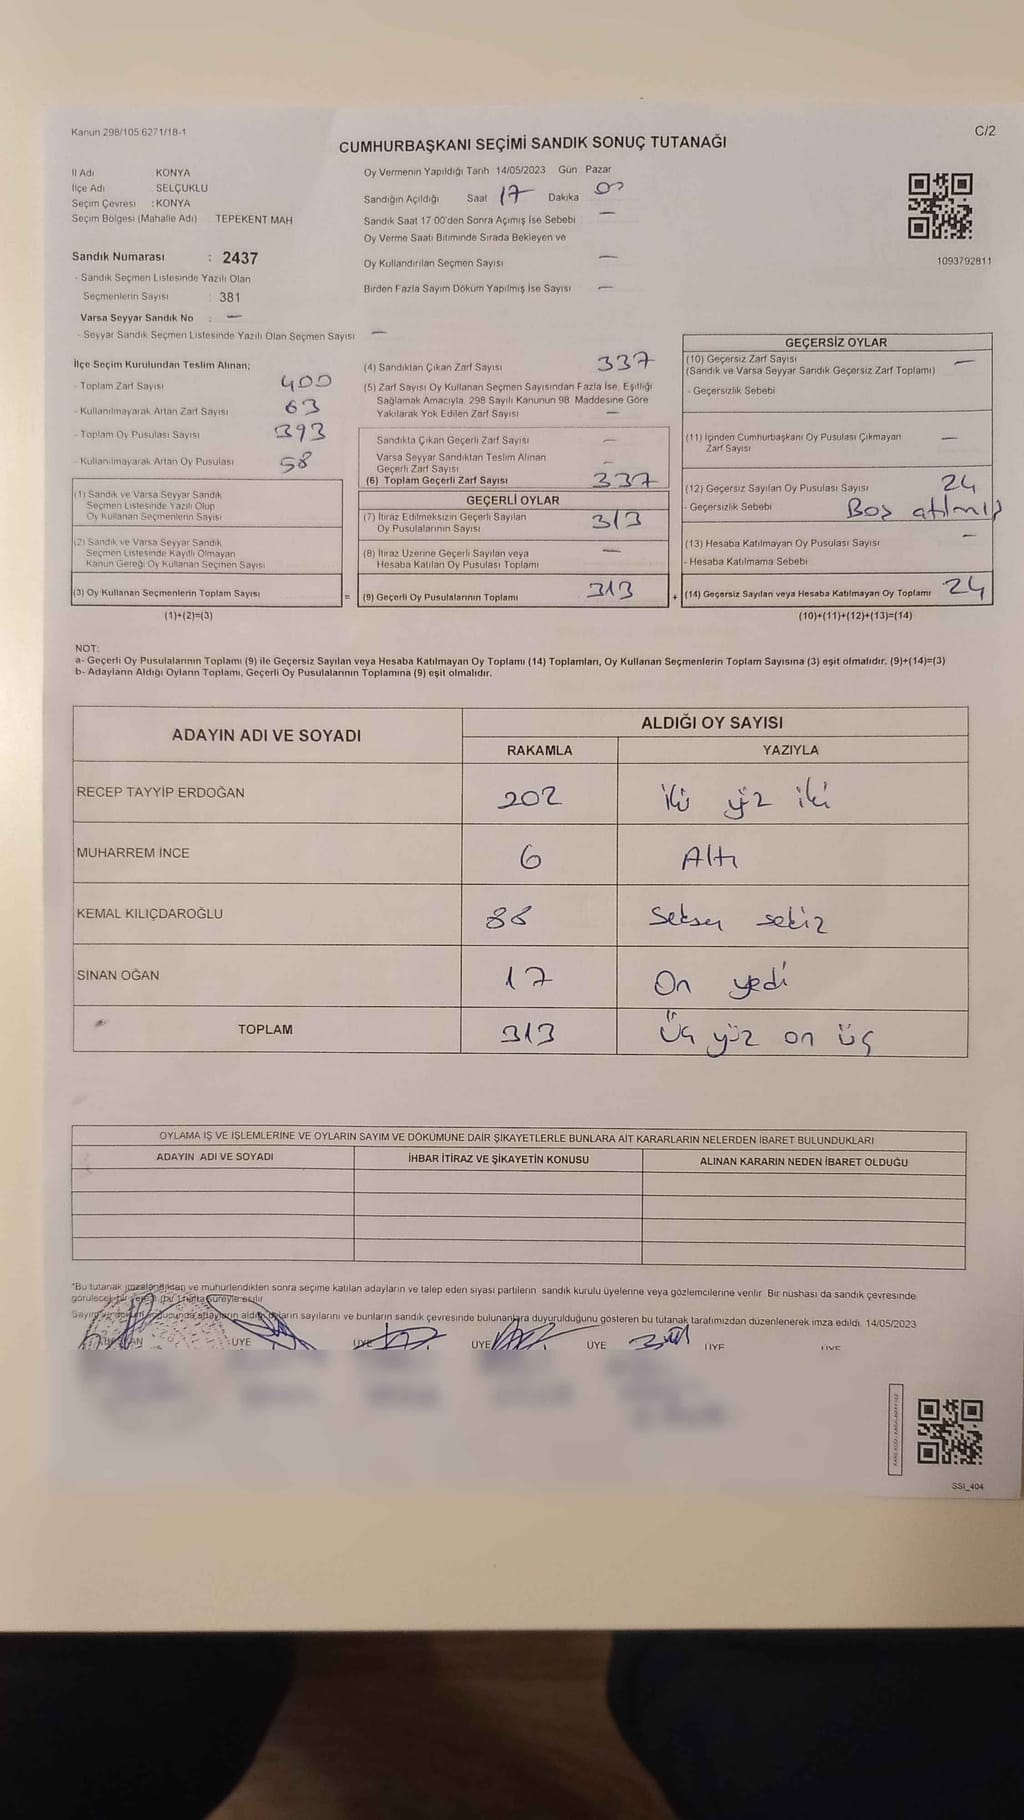 Kanun 298/105 6271/18-1
C/2
CUMHURBAŞKANI SEÇİMİ SANDIK SONUÇ TUTANAĞI
İl Adı KONYA
İlçe Adı SELÇUKLU
Seçim Çevresi : KONYA
Seçim Bölgesi (Mahalle Adı) TEPEKENT MAH
Sandık Numarası : 2437
- Sandık Seçmen Listesinde Yazılı Olan
Seçmenlerin Sayısı : 381
Varsa Seyyar Sandık No : —
- Seyyar Sandık Seçmen Listesinde Yazılı Olan Seçmen Sayısı —
Oy Vermenin Yapıldığı Tarih 14/05/2023 Gün Pazar
Sandığın Açıldığı Saat 17 Dakika 00
Sandık Saat 17 00'den Sonra Açımış İse Sebebi —
Oy Verme Saati Bitiminde Sırada Bekleyen ve
Oy Kullandırılan Seçmen Sayısı —
Birden Fazla Sayım Döküm Yapılmış İse Sayısı —
1093792811
İlçe Seçim Kurulundan Teslim Alınan;
- Toplam Zarf Sayısı 400
- Kullanılmayarak Artan Zarf Sayısı 63
- Toplam Oy Pusulası Sayısı 393
- Kullanılmayarak Artan Oy Pusulası 58
(1) Sandık ve Varsa Seyyar Sandık
Seçmen Listesinde Yazılı Olup
Oy Kullanan Seçmenlerin Sayısı
(2) Sandık ve Varsa Seyyar Sandık
Seçmen Listesinde Kayıtlı Olmayan
Kanun Gereği Oy Kullanan Seçmen Sayısı
(3) Oy Kullanan Seçmenlerin Toplam Sayısı
=
(1)+(2)=(3)
(4) Sandıktan Çıkan Zarf Sayısı 337
(5) Zarf Sayısı Oy Kullanan Seçmen Sayısından Fazla İse, Eşitliği
Sağlamak Amacıyla, 298 Sayılı Kanunun 98 Maddesine Göre
Yakılarak Yok Edilen Zarf Sayısı —
Sandıkta Çıkan Geçerli Zarf Sayısı —
Varsa Seyyar Sandıktan Teslim Alınan
Geçerli Zarf Sayısı —
(6) Toplam Geçerli Zarf Sayısı 337
GEÇERLİ OYLAR
(7) İtiraz Edilmeksizin Geçerli Sayılan
Oy Pusulalarının Sayısı 313
(8) İtiraz Üzerine Geçerli Sayılan veya
Hesaba Katılan Oy Pusulası Toplamı —
(9) Geçerli Oy Pusulalarının Toplamı 313
+
GEÇERSİZ OYLAR
(10) Geçersiz Zarf Sayısı —
(Sandık ve Varsa Seyyar Sandık Geçersiz Zarf Toplamı)
- Geçersizlik Sebebi
(11) İçinden Cumhurbaşkanı Oy Pusulası Çıkmayan
Zarf Sayısı —
(12) Geçersiz Sayılan Oy Pusulası Sayısı 24
- Geçersizlik Sebebi Boş atılmış
(13) Hesaba Katılmayan Oy Pusulası Sayısı —
- Hesaba Katılmama Sebebi
(14) Geçersiz Sayılan veya Hesaba Katılmayan Oy Toplamı 24
(10)+(11)+(12)+(13)=(14)
NOT:
a- Geçerli Oy Pusulalarının Toplamı (9) ile Geçersiz Sayılan veya Hesaba Katılmayan Oy Toplamı (14) Toplamları, Oy Kullanan Seçmenlerin Toplam Sayısına (3) eşit olmalıdır. (9)+(14)=(3)
b- Adayların Aldığı Oyların Toplamı, Geçerli Oy Pusulalarının Toplamına (9) eşit olmalıdır.
ADAYIN ADI VE SOYADI
ALDIĞI OY SAYISI
RAKAMLA YAZIYLA
RECEP TAYYİP ERDOĞAN 202 iki yüz iki
MUHARREM İNCE 6 Altı
KEMAL KILIÇDAROĞLU 88 Seksen sekiz
SİNAN OĞAN 17 On yedi
TOPLAM 313 Üç yüz on üç
OYLAMA İŞ VE İŞLEMLERİNE VE OYLARIN SAYIM VE DÖKÜMÜNE DAİR ŞİKAYETLERLE BUNLARA AİT KARARLARIN NELERDEN İBARET BULUNDUKLARI
ADAYIN ADI VE SOYADI İHBAR İTİRAZ VE ŞİKAYETİN KONUSU ALINAN KARARIN NEDEN İBARET OLDUĞU
*Bu tutanak imzalandıktan ve mühürlendikten sonra seçime katılan adayların ve talep eden siyasi partilerin sandık kurulu üyelerine veya gözlemcilerine verilir. Bir nüshası da sandık çevresinde
görülecek bir yere (bu 1 hafta süreyle asılır
Sayım ve döküm sonucunda adayların aldığı oyların sayılarını ve bunların sandık çevresinde bulunanlara duyurulduğunu gösteren bu tutanak tarafımızdan düzenlenerek imza edildi. 14/05/2023
ÜYE ÜYE ÜYE ÜYE ÜYE ÜYE
SSI_404